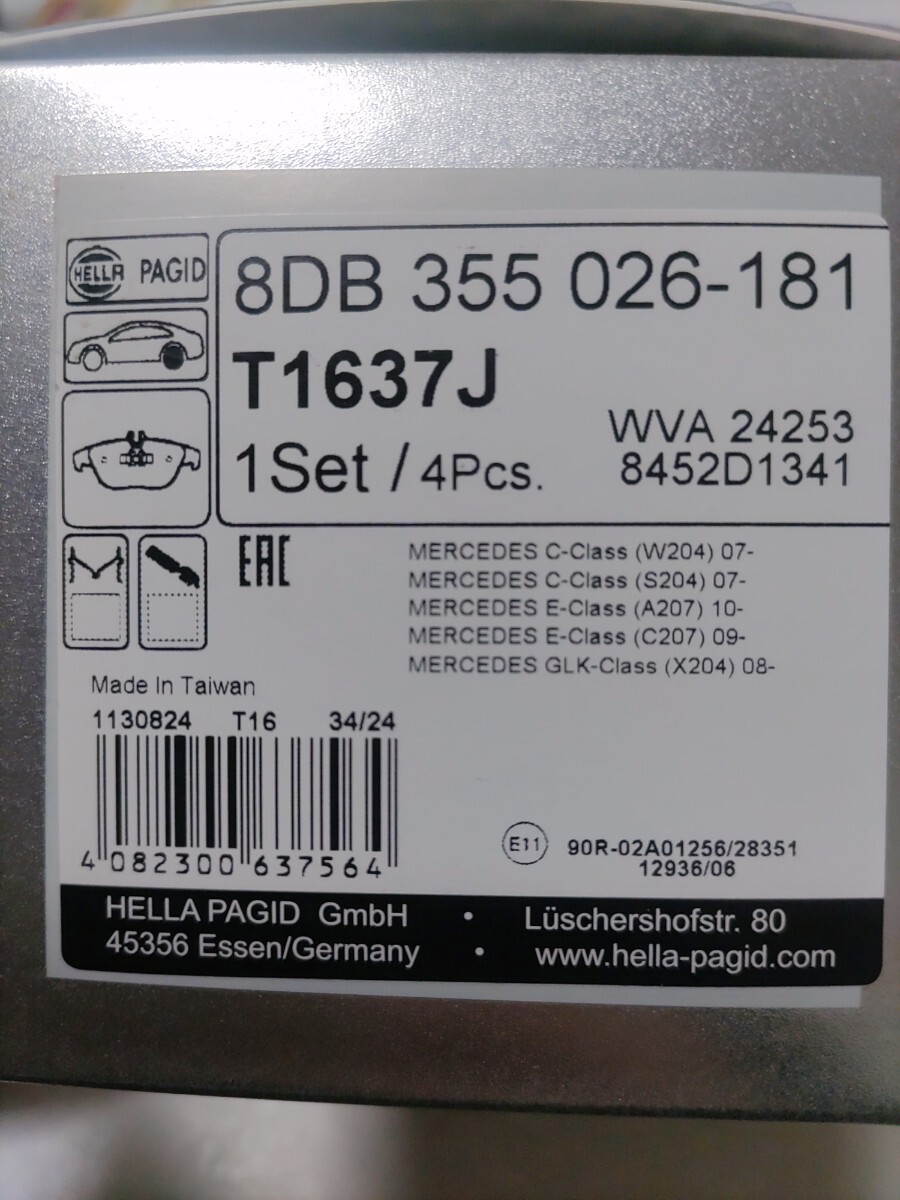 HELLA PAGID
8DB 355 026-181
T1637J
1Set / 4Pcs.
WVA 24253
8452D1341
EAC
MERCEDES C-Class (W204) 07-
MERCEDES C-Class (S204) 07-
MERCEDES E-Class (A207) 10-
MERCEDES E-Class (C207) 09-
MERCEDES GLK-Class (X204) 08-
Made In Taiwan
1130824 T16 34/24
4 082300 637564
E11 90R-02A01256/28351
12936/06
HELLA PAGID GmbH • Lüschershofstr. 80
45356 Essen/Germany • www.hella-pagid.com